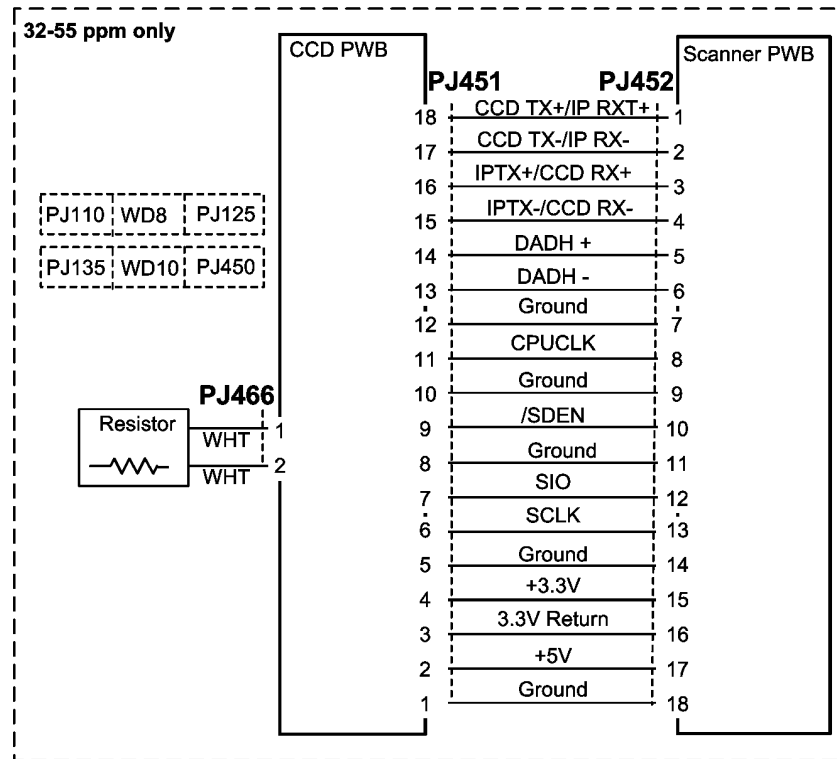 32-55 ppm only
CCD PWB
Scanner PWB
PJ451 PJ452
18 CCD TX+/IP RXT+ 1
17 CCD TX-/IP RX- 2
16 IPTX+/CCD RX+ 3
15 IPTX-/CCD RX- 4
14 DADH + 5
13 DADH - 6
12 Ground 7
11 CPUCLK 8
10 Ground 9
9 /SDEN 10
8 Ground 11
7 SIO 12
6 SCLK 13
5 Ground 14
4 +3.3V 15
3 3.3V Return 16
2 +5V 17
1 Ground 18
PJ110 WD8 PJ125
PJ135 WD10 PJ450
PJ466
Resistor
WHT 1
WHT 2